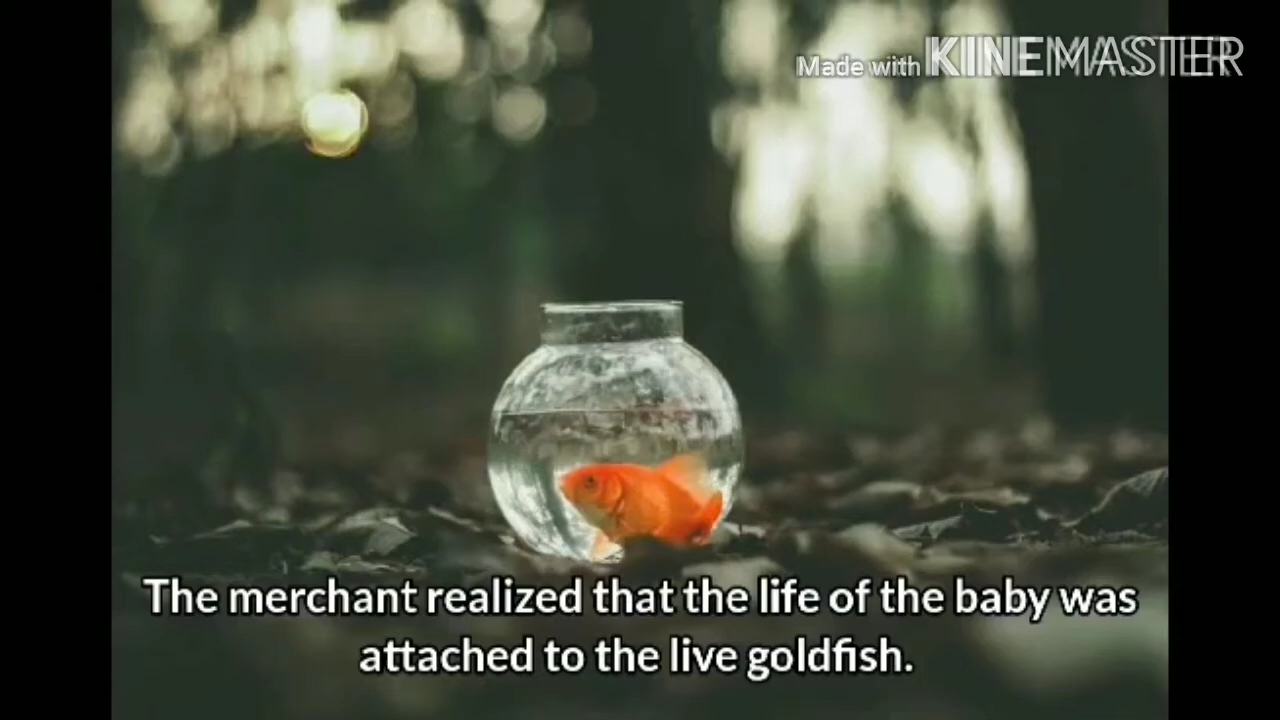 Made with KINEMASTER
The merchant realized that the life of the baby was
attached to the live goldfish.